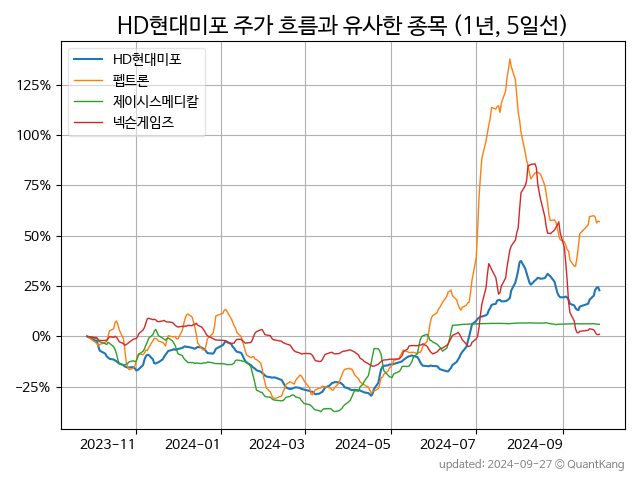 HD현대미포 주가 흐름과 유사한 종목 (1년, 5일선)
HD현대미포
펩트론
제이시스메디칼
넥슨게임즈
125%
100%
75%
50%
25%
0%
−25%
2023−11 2024−01 2024−03 2024−05 2024−07 2024−09
updated: 2024-09-27 © QuantKang